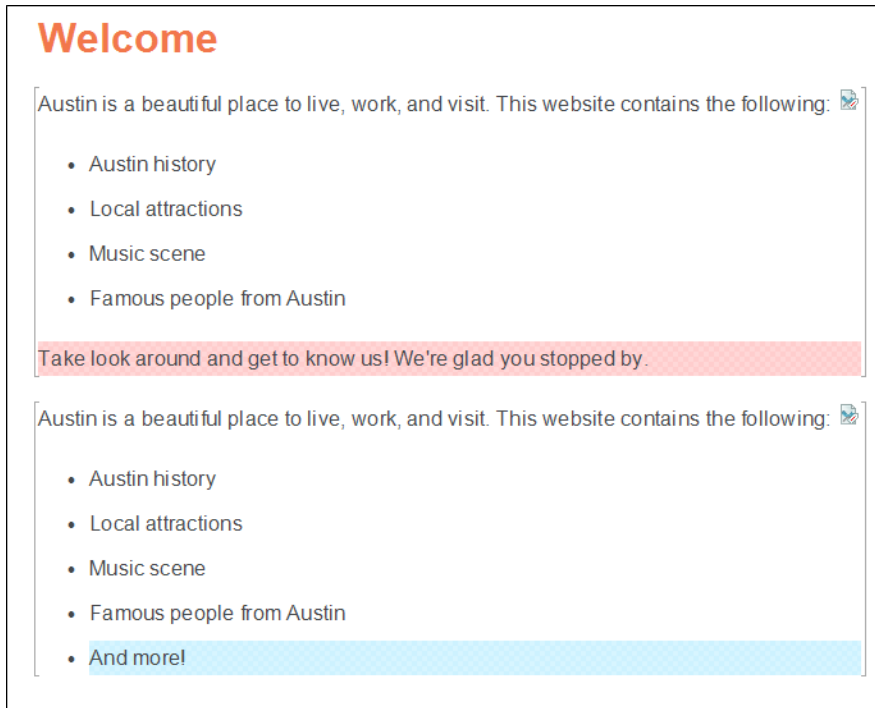 Welcome
Austin is a beautiful place to live, work, and visit. This website contains the following:
• Austin history
• Local attractions
• Music scene
• Famous people from Austin
Take look around and get to know us! We're glad you stopped by.
Austin is a beautiful place to live, work, and visit. This website contains the following:
• Austin history
• Local attractions
• Music scene
• Famous people from Austin
• And more!